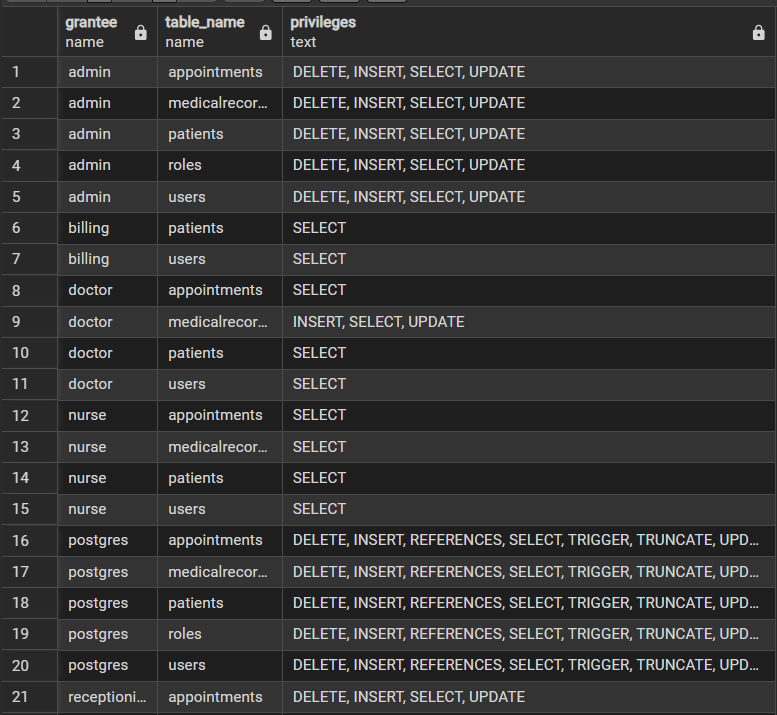 grantee table_name privileges
name name text
1 admin appointments DELETE, INSERT, SELECT, UPDATE
2 admin medicalrecor... DELETE, INSERT, SELECT, UPDATE
3 admin patients DELETE, INSERT, SELECT, UPDATE
4 admin roles DELETE, INSERT, SELECT, UPDATE
5 admin users DELETE, INSERT, SELECT, UPDATE
6 billing patients SELECT
7 billing users SELECT
8 doctor appointments SELECT
9 doctor medicalrecor... INSERT, SELECT, UPDATE
10 doctor patients SELECT
11 doctor users SELECT
12 nurse appointments SELECT
13 nurse medicalrecor... SELECT
14 nurse patients SELECT
15 nurse users SELECT
16 postgres appointments DELETE, INSERT, REFERENCES, SELECT, TRIGGER, TRUNCATE, UPD...
17 postgres medicalrecor... DELETE, INSERT, REFERENCES, SELECT, TRIGGER, TRUNCATE, UPD...
18 postgres patients DELETE, INSERT, REFERENCES, SELECT, TRIGGER, TRUNCATE, UPD...
19 postgres roles DELETE, INSERT, REFERENCES, SELECT, TRIGGER, TRUNCATE, UPD...
20 postgres users DELETE, INSERT, REFERENCES, SELECT, TRIGGER, TRUNCATE, UPD...
21 receptioni... appointments DELETE, INSERT, SELECT, UPDATE